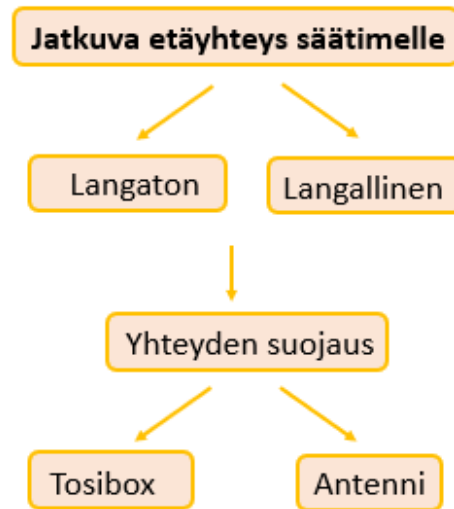 Jatkuva etäyhteys säätimelle
Langaton
Langallinen
Yhteyden suojaus
Tosibox
Antenni